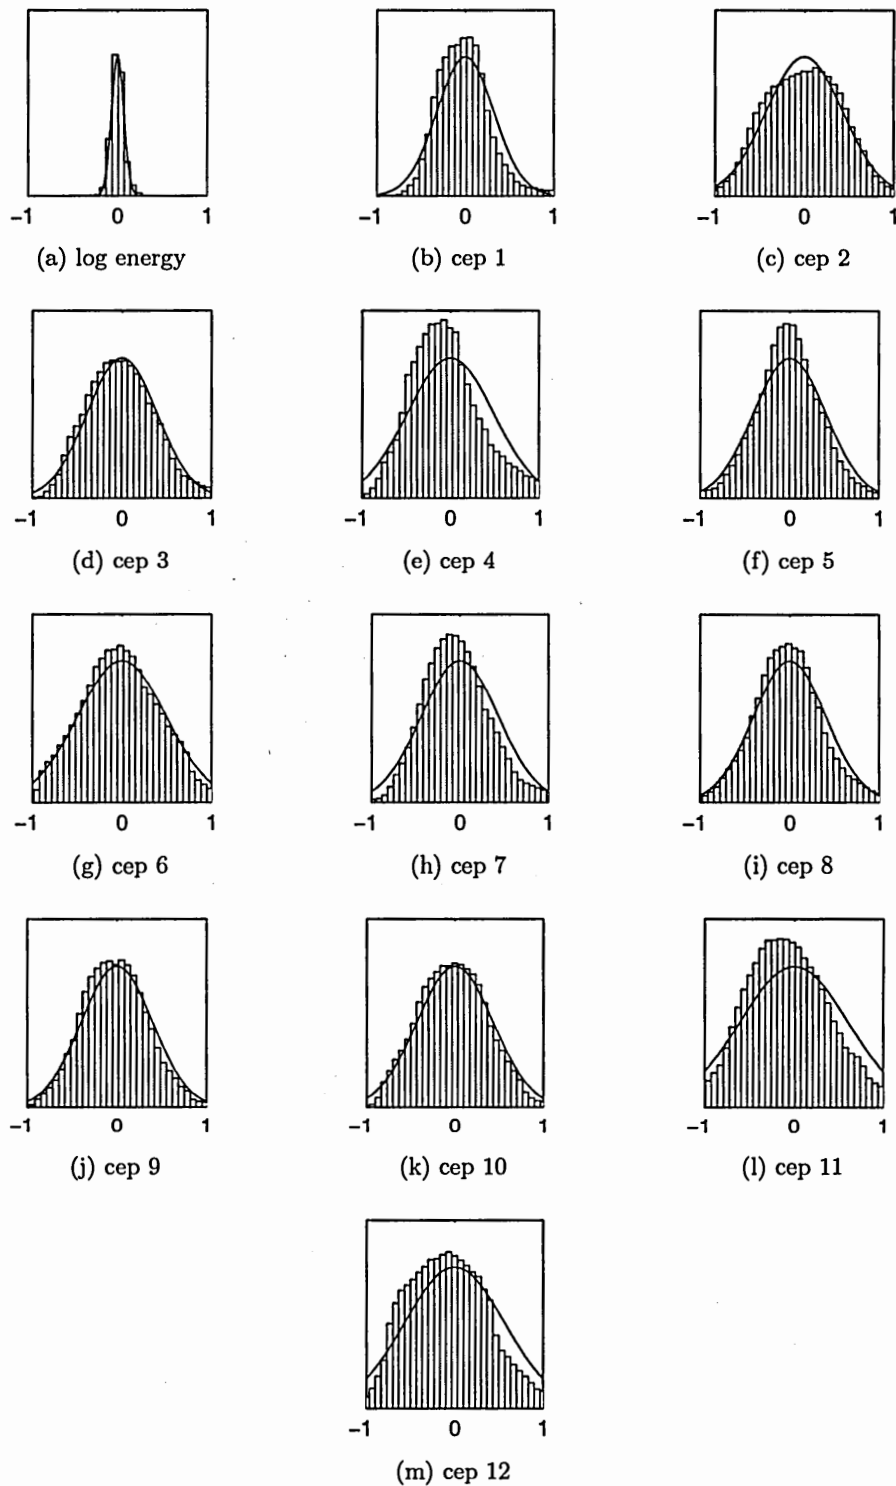 −1 0 1 −1 0 1 −1 0 1
(a) log energy (b) cep 1 (c) cep 2
−1 0 1 −1 0 1 −1 0 1
(d) cep 3 (e) cep 4 (f) cep 5
−1 0 1 −1 0 1 −1 0 1
(g) cep 6 (h) cep 7 (i) cep 8
−1 0 1 −1 0 1 −1 0 1
(j) cep 9 (k) cep 10 (l) cep 11
−1 0 1
(m) cep 12